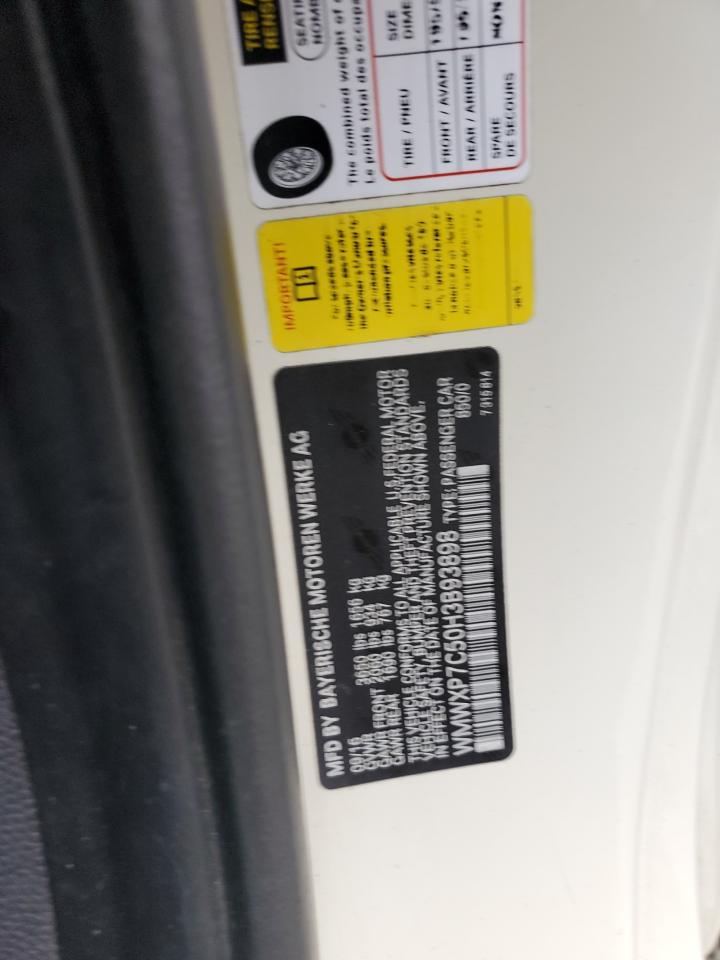 MFD BY BAYERISCHE MOTOREN WERKE AG
09/16
GVWR 3650 lbs 1656 kg
GAWR FRONT 2060 lbs 934 kg
GAWR REAR 1690 lbs 767 kg
THIS VEHICLE CONFORMS TO ALL APPLICABLE U.S. FEDERAL MOTOR
VEHICLE SAFETY, BUMPER AND THEFT PREVENTION STANDARDS
IN EFFECT ON THE DATE OF MANUFACTURE SHOWN ABOVE.
WMWXP7C50H3B93898 TYPE: PASSENGER CAR
B50/0
7915814
IMPORTANT!
TIRE A
RENSE
SEATI
NOMB
The combined weight of
Le poids total des occupa
TIRE / PNEU
SIZE
DIME
FRONT / AVANT
195/
REAR / ARRIÈRE
195/
SPARE
DE SECOURS
NON